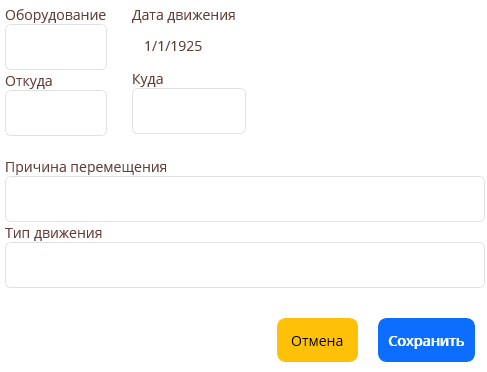 Оборудование
Дата движения
1/1/1925
Откуда
Куда
Причина перемещения
Тип движения
Отмена
Сохранить